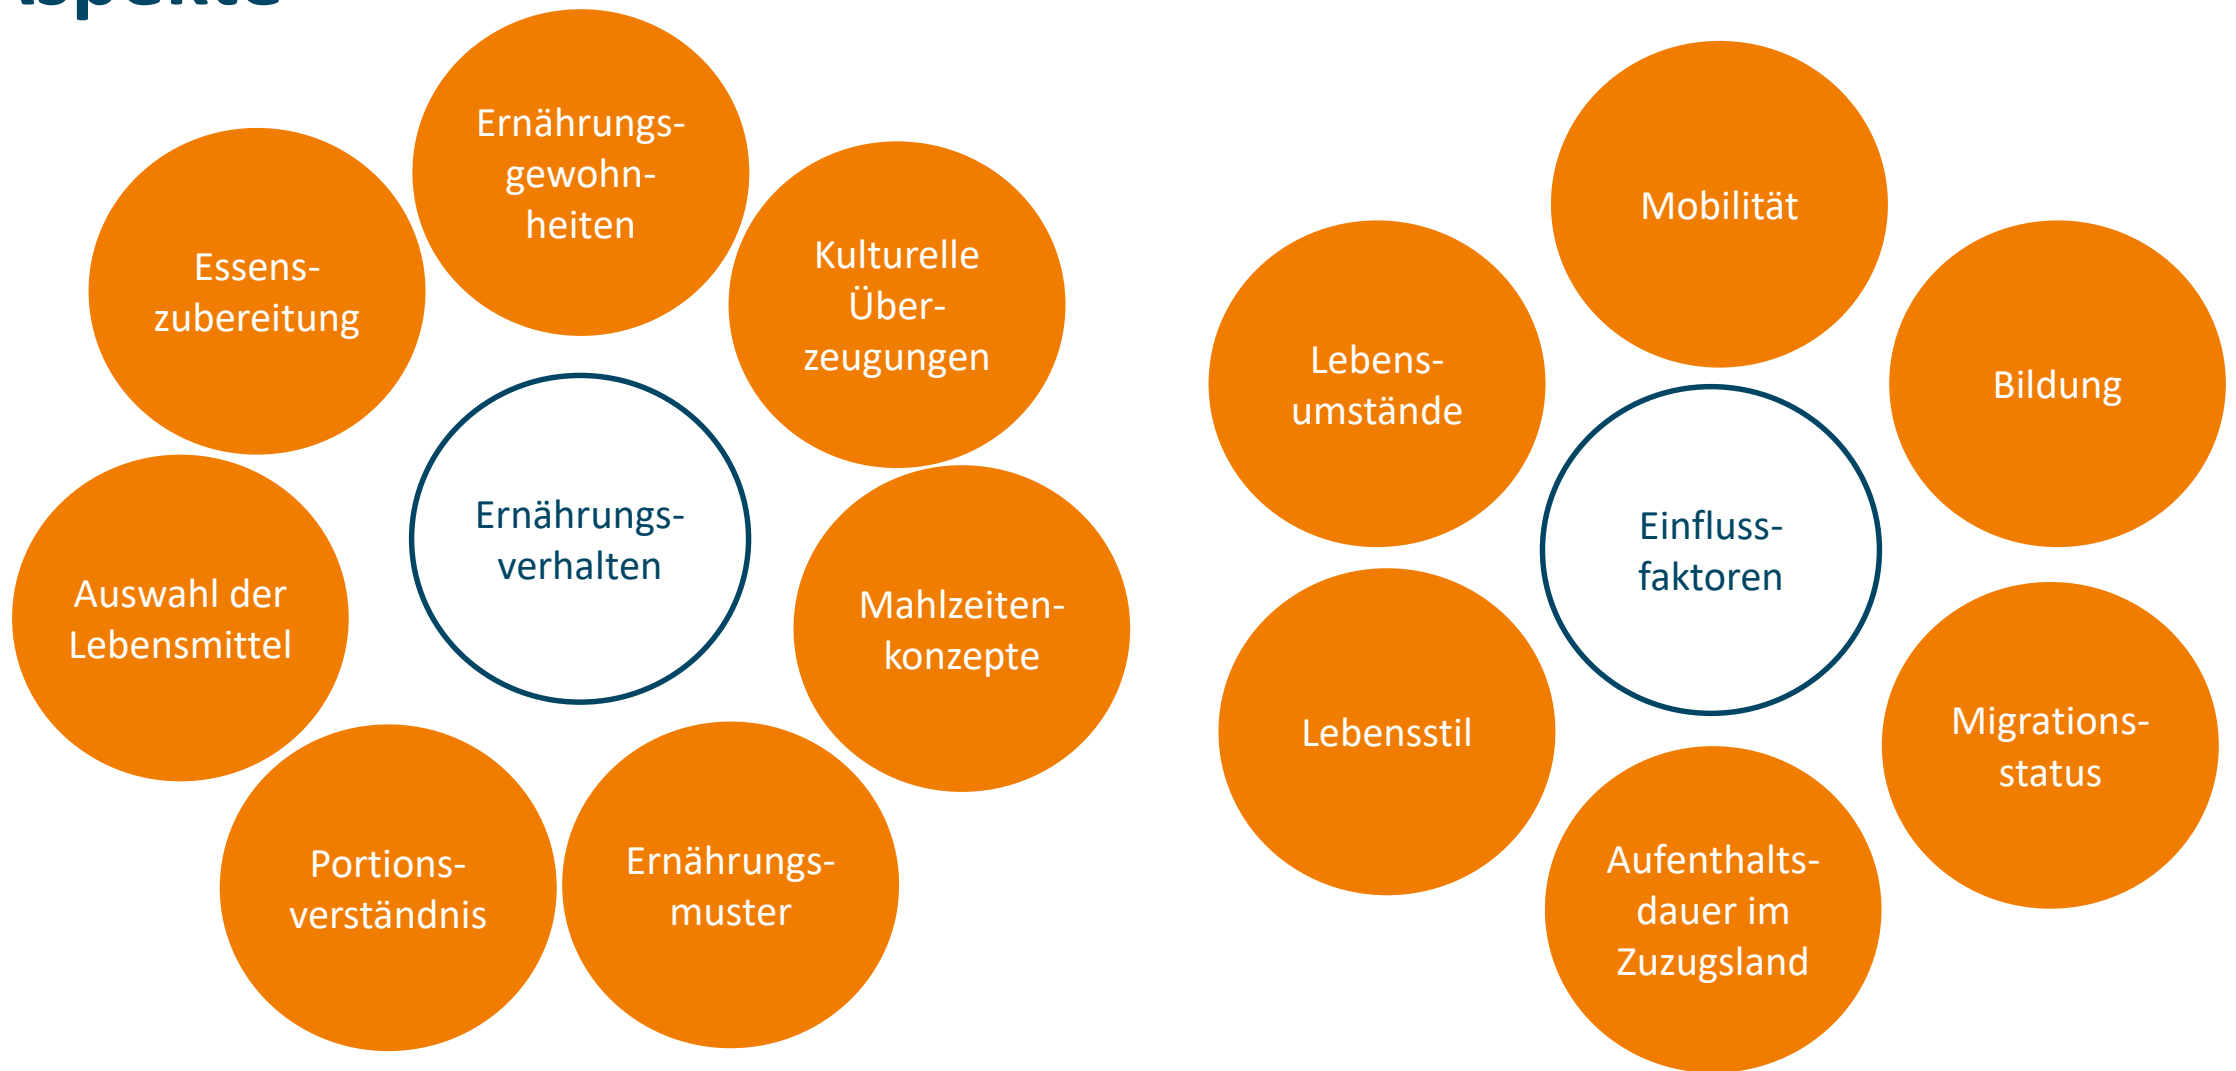 Ernährungs-
gewohn-
heiten
Kulturelle
Über-
zeugungen
Mahlzeiten-
konzepte
Ernährungs-
muster
Portions-
verständnis
Auswahl der
Lebensmittel
Essens-
zubereitung
Ernährungs-
verhalten
Mobilität
Bildung
Migrations-
status
Aufenthalts-
dauer im
Zuzugsland
Lebensstil
Lebens-
umstände
Einfluss-
faktoren